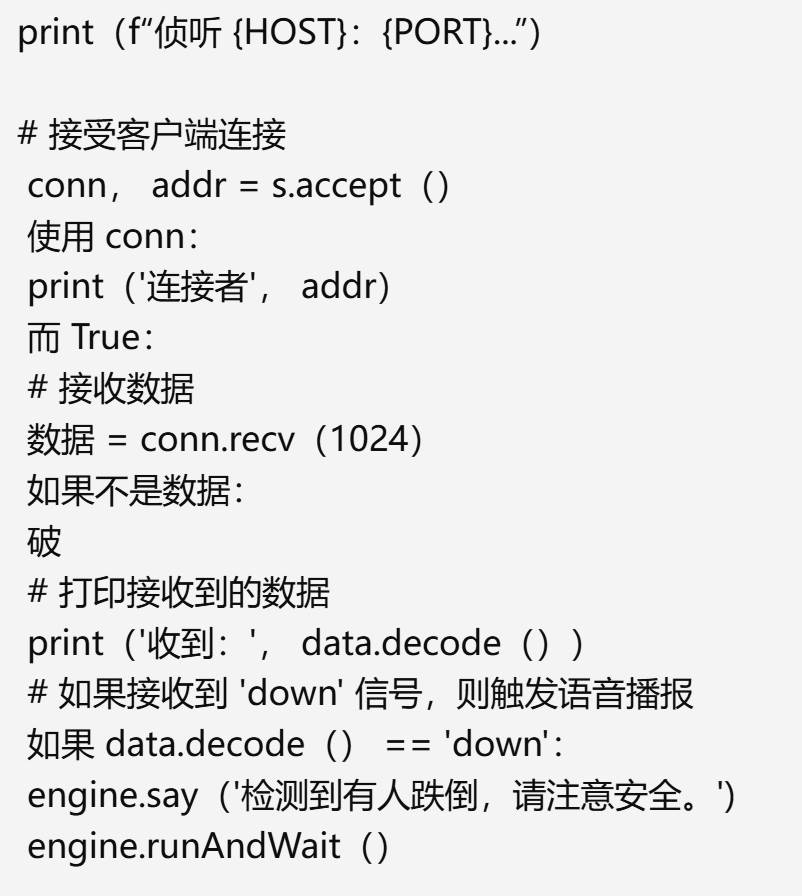 print（f“侦听 {HOST}：{PORT}...”）
# 接受客户端连接
conn， addr = s.accept（）
使用 conn：
print（'连接者'， addr）
而 True：
# 接收数据
数据 = conn.recv（1024）
如果不是数据：
破
# 打印接收到的数据
print（'收到：'， data.decode（））
# 如果接收到 'down' 信号，则触发语音播报
如果 data.decode（） == 'down'：
engine.say（'检测到有人跌倒，请注意安全。'）
engine.runAndWait（）